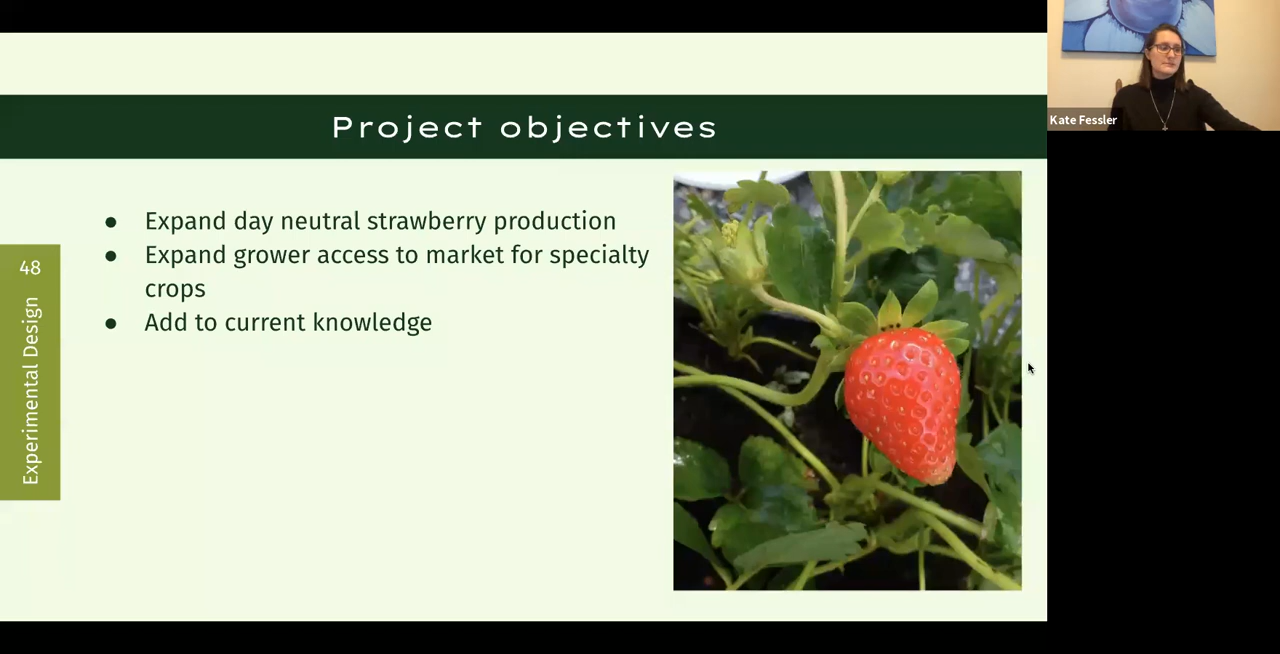 Project objectives
● Expand day neutral strawberry production
● Expand grower access to market for specialty
crops
● Add to current knowledge
48
Experimental Design
Kate Fessler